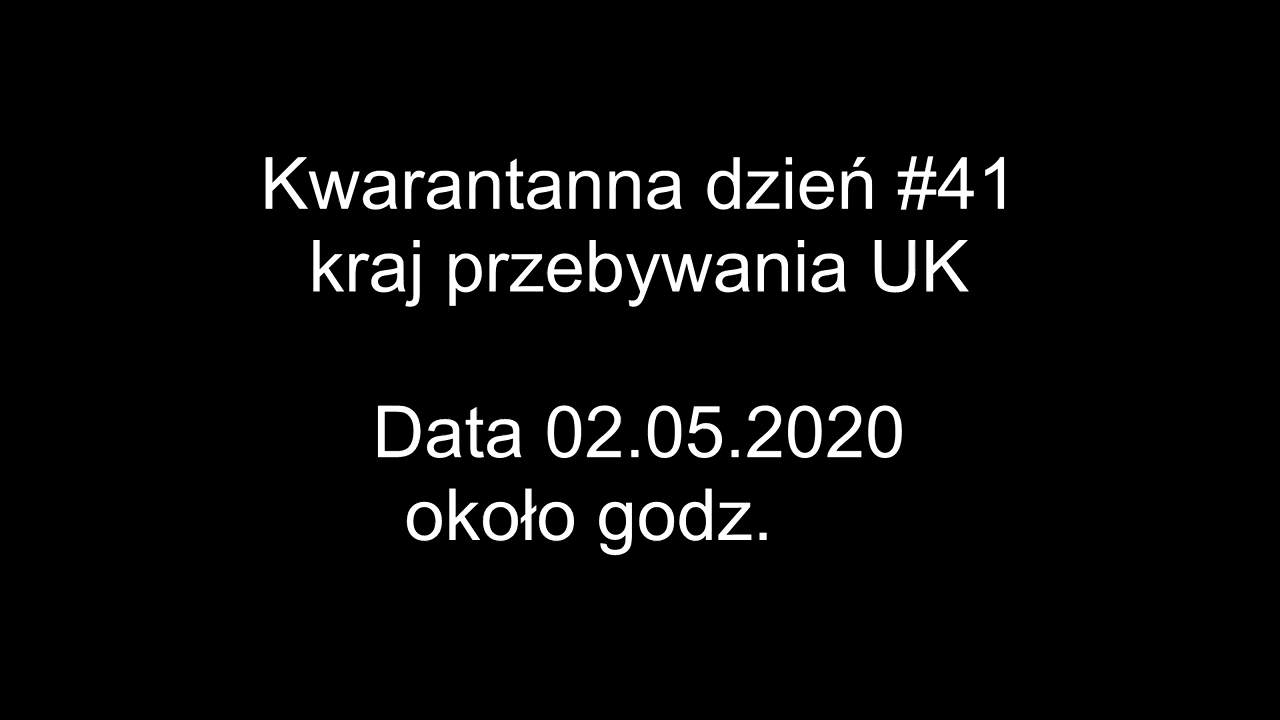 Kwarantanna dzień #41
kraj przebywania UK
Data 02.05.2020
około godz.